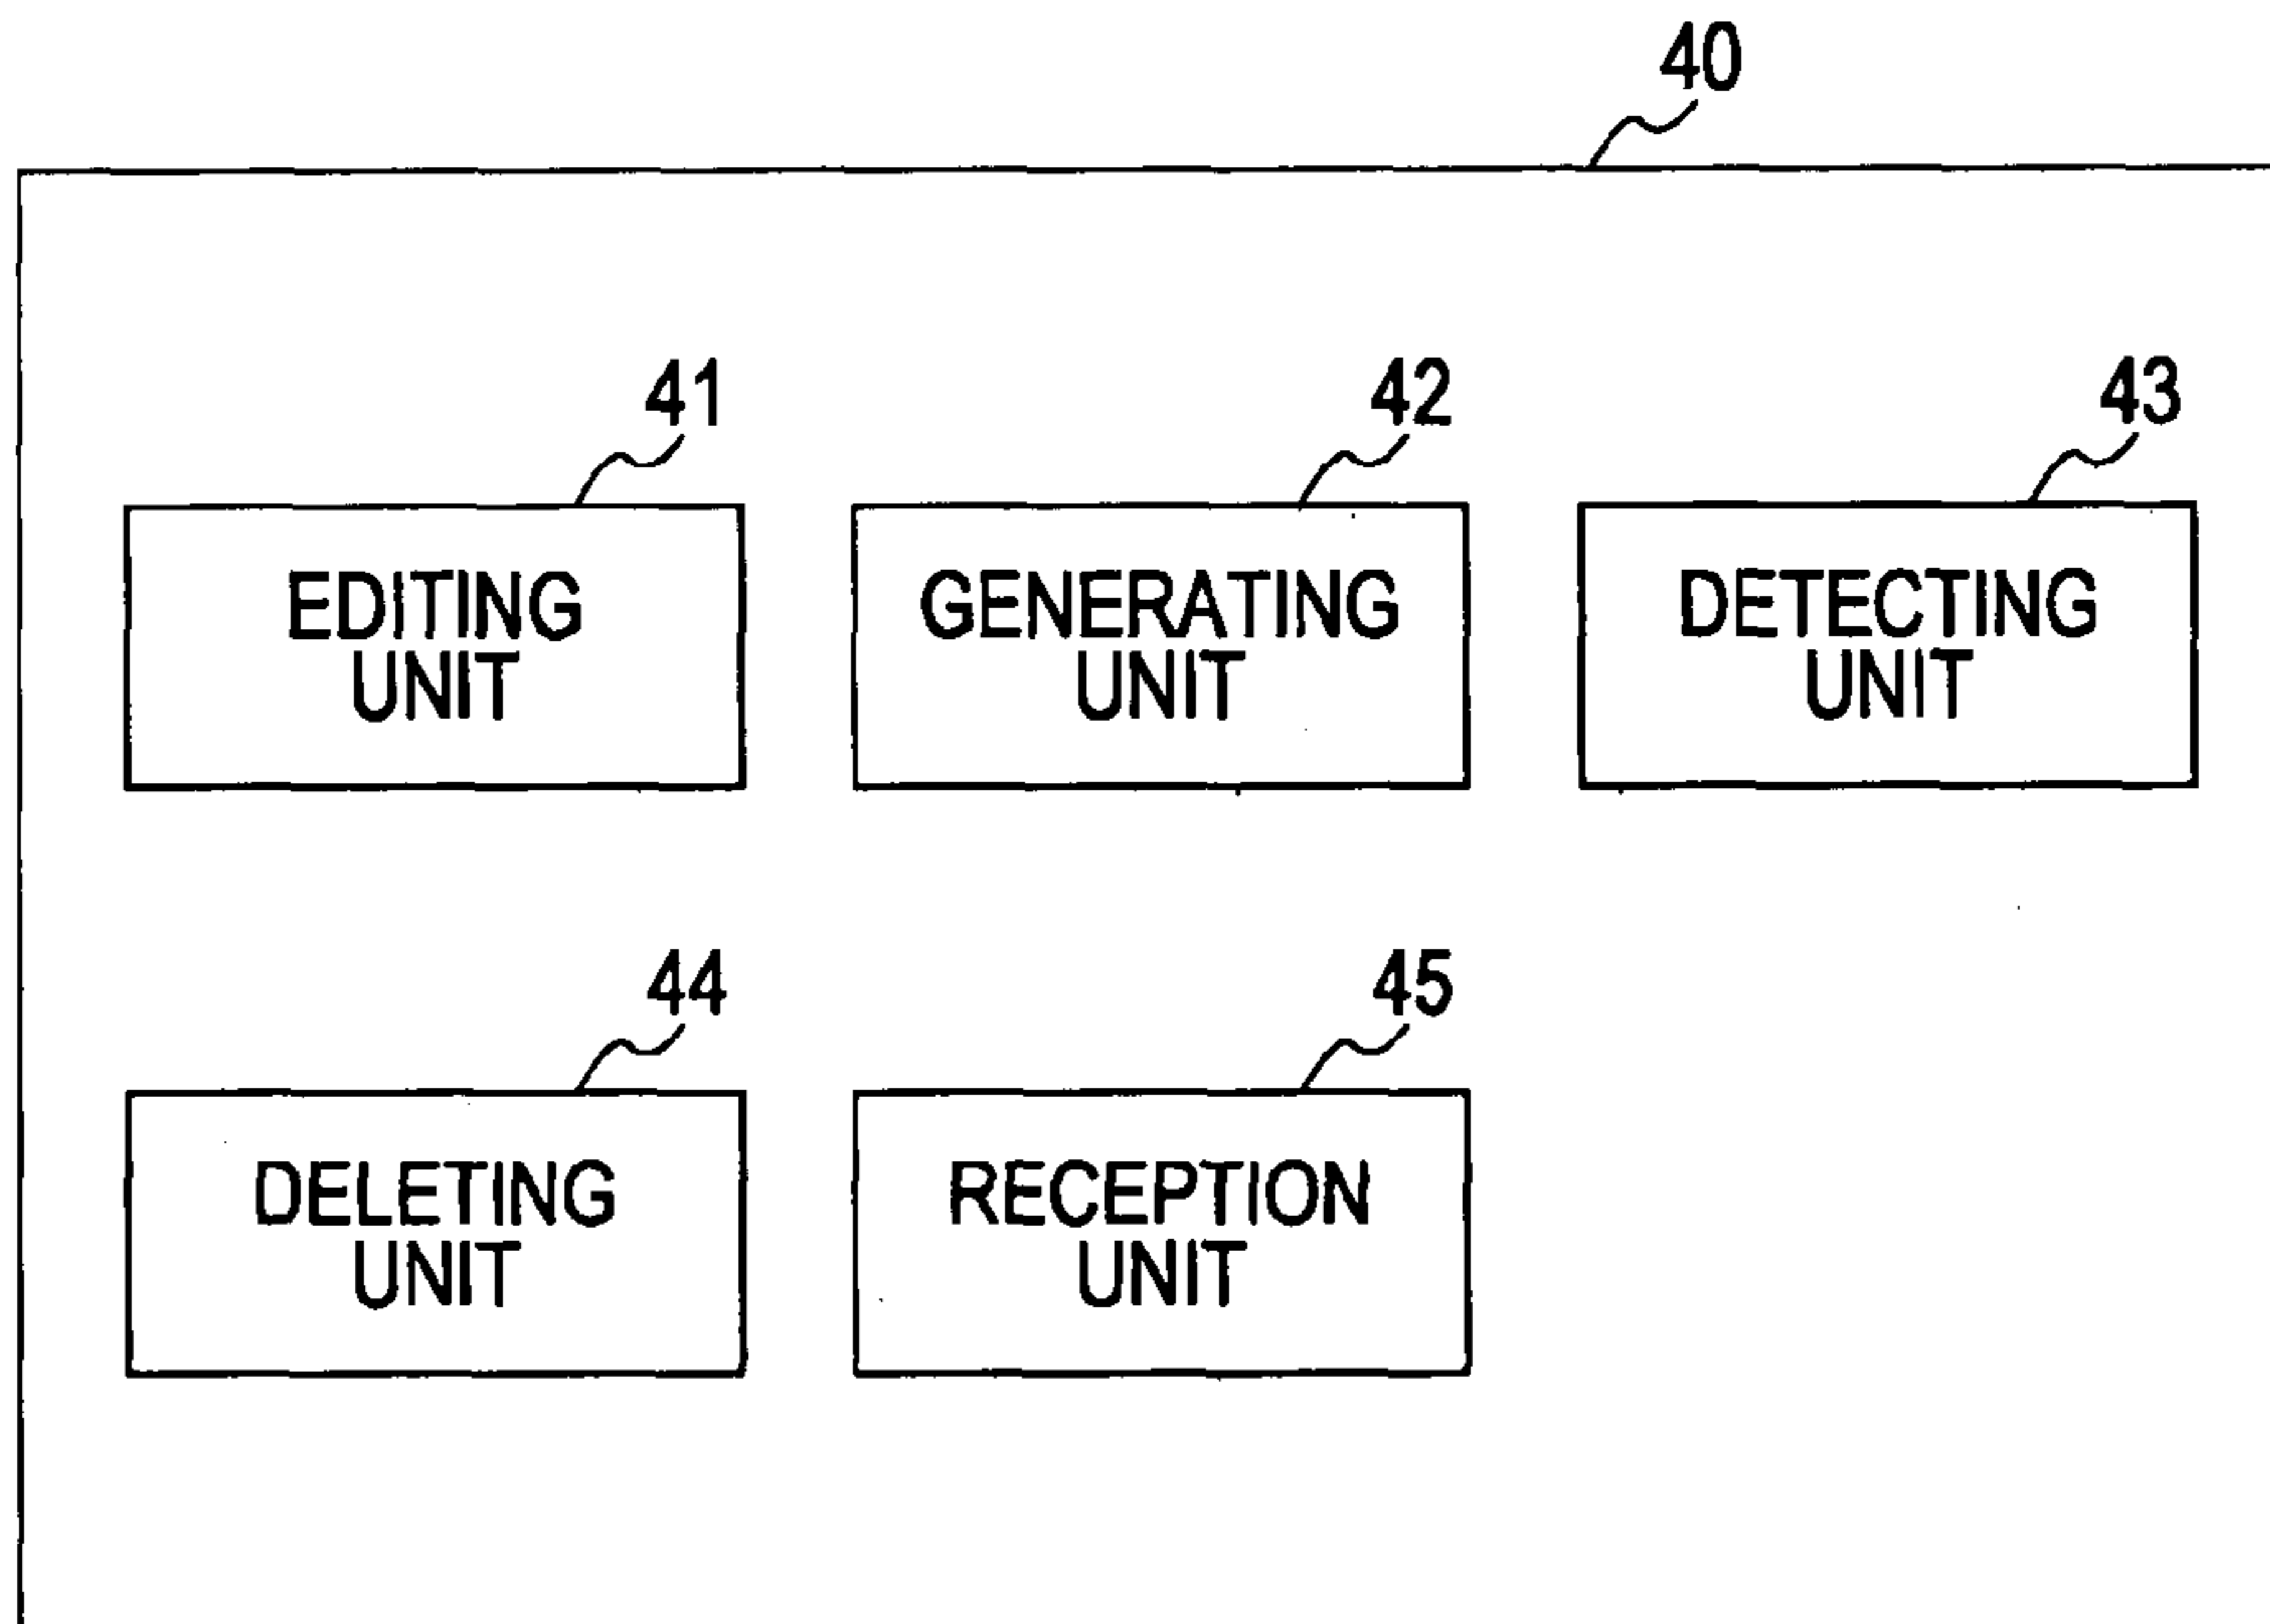 40
41
42
43
EDITING
UNIT
GENERATING
UNIT
DETECTING
UNIT
44
45
DELETING
UNIT
RECEPTION
UNIT